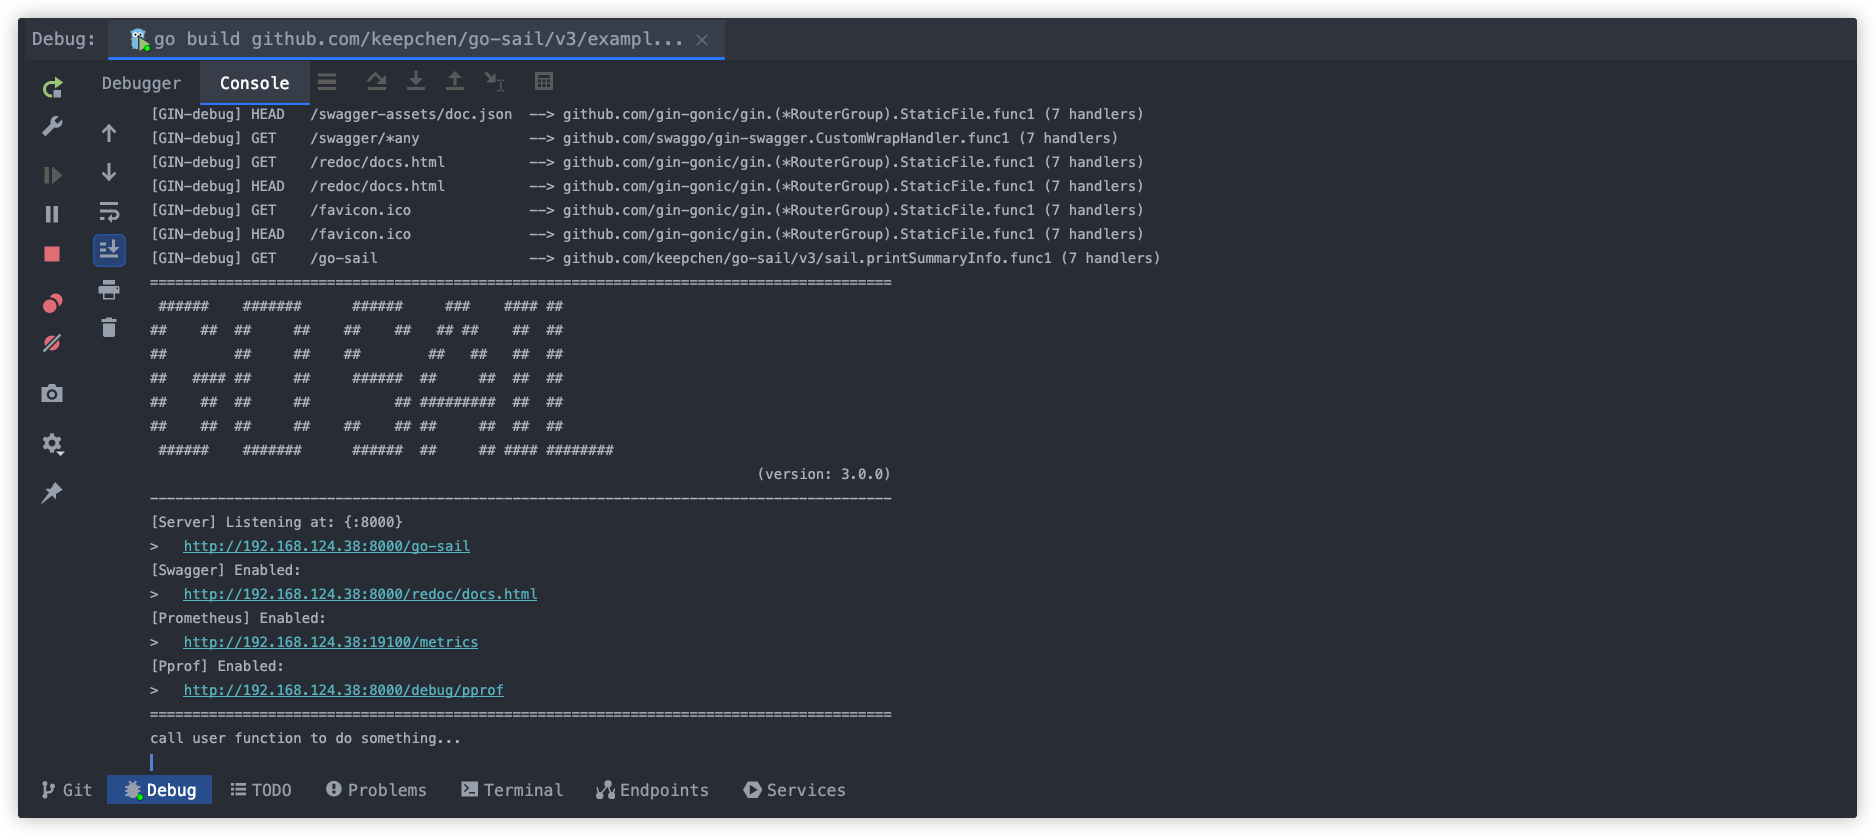 Debug: go build github.com/keepchen/go-sail/v3/exampl...
Debugger Console
[GIN-debug] HEAD   /swagger-assets/doc.json  --> github.com/gin-gonic/gin.(*RouterGroup).StaticFile.func1 (7 handlers)
[GIN-debug] GET    /swagger/*any             --> github.com/swaggo/gin-swagger.CustomWrapHandler.func1 (7 handlers)
[GIN-debug] GET    /redoc/docs.html          --> github.com/gin-gonic/gin.(*RouterGroup).StaticFile.func1 (7 handlers)
[GIN-debug] HEAD   /redoc/docs.html          --> github.com/gin-gonic/gin.(*RouterGroup).StaticFile.func1 (7 handlers)
[GIN-debug] GET    /favicon.ico              --> github.com/gin-gonic/gin.(*RouterGroup).StaticFile.func1 (7 handlers)
[GIN-debug] HEAD   /favicon.ico              --> github.com/gin-gonic/gin.(*RouterGroup).StaticFile.func1 (7 handlers)
[GIN-debug] GET    /go-sail                  --> github.com/keepchen/go-sail/v3/sail.printSummaryInfo.func1 (7 handlers)
========================================================================================
 ######    #######      ######     ###    #### ##
##    ##  ##     ##    ##    ##   ## ##    ##  ##
##        ##     ##    ##        ##   ##   ##  ##
##   #### ##     ##     ######  ##     ##  ##  ##
##    ##  ##     ##          ## #########  ##  ##
##    ##  ##     ##    ##    ## ##     ##  ##  ##
 ######    #######      ######  ##     ## #### ########
                                                                        (version: 3.0.0)
----------------------------------------------------------------------------------------
[Server] Listening at: {:8000}
>   http://192.168.124.38:8000/go-sail
[Swagger] Enabled:
>   http://192.168.124.38:8000/redoc/docs.html
[Prometheus] Enabled:
>   http://192.168.124.38:19100/metrics
[Pprof] Enabled:
>   http://192.168.124.38:8000/debug/pprof
========================================================================================
call user function to do something...
Git Debug TODO Problems Terminal Endpoints Services